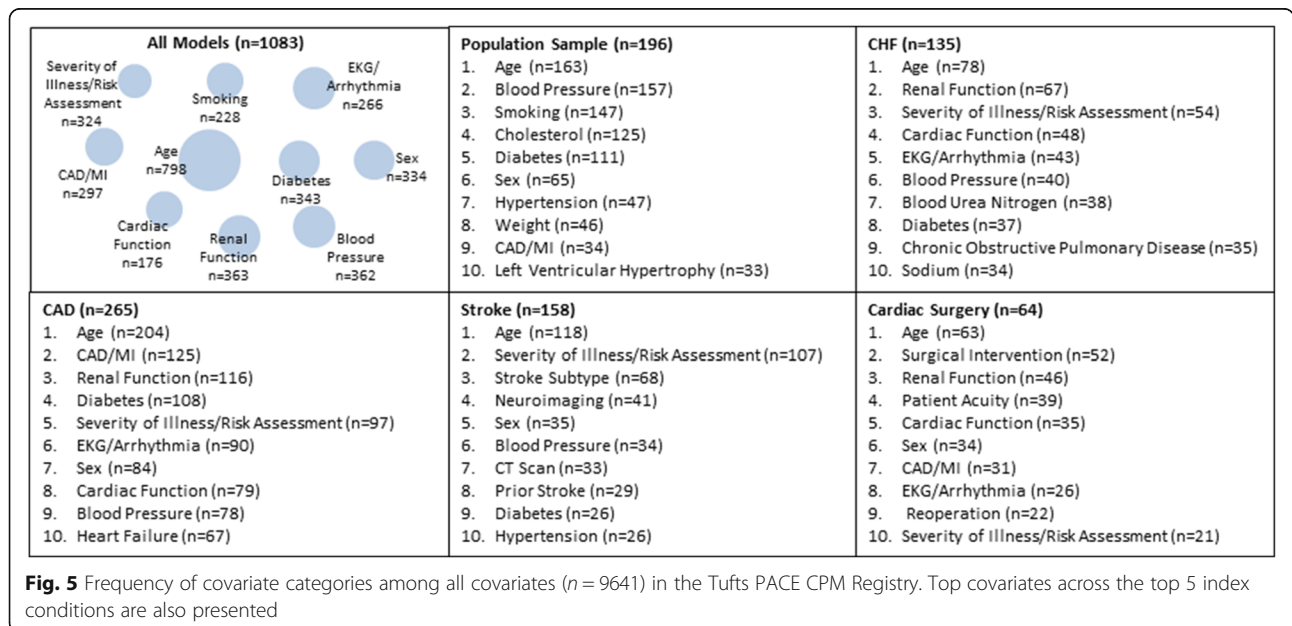 All Models (n=1083)
Severity of
Illness/Risk
Assessment
n=324
Smoking
n=228
EKG/
Arrhythmia
n=266
CAD/MI
n=297
Age
n=798
Diabetes
n=343
Sex
n=334
Cardiac
Function
n=176
Renal
Function
n=363
Blood
Pressure
n=362
Population Sample (n=196)
1. Age (n=163)
2. Blood Pressure (n=157)
3. Smoking (n=147)
4. Cholesterol (n=125)
5. Diabetes (n=111)
6. Sex (n=65)
7. Hypertension (n=47)
8. Weight (n=46)
9. CAD/MI (n=34)
10. Left Ventricular Hypertrophy (n=33)
CHF (n=135)
1. Age (n=78)
2. Renal Function (n=67)
3. Severity of Illness/Risk Assessment (n=54)
4. Cardiac Function (n=48)
5. EKG/Arrhythmia (n=43)
6. Blood Pressure (n=40)
7. Blood Urea Nitrogen (n=38)
8. Diabetes (n=37)
9. Chronic Obstructive Pulmonary Disease (n=35)
10. Sodium (n=34)
CAD (n=265)
1. Age (n=204)
2. CAD/MI (n=125)
3. Renal Function (n=116)
4. Diabetes (n=108)
5. Severity of Illness/Risk Assessment (n=97)
6. EKG/Arrhythmia (n=90)
7. Sex (n=84)
8. Cardiac Function (n=79)
9. Blood Pressure (n=78)
10. Heart Failure (n=67)
Stroke (n=158)
1. Age (n=118)
2. Severity of Illness/Risk Assessment (n=107)
3. Stroke Subtype (n=68)
4. Neuroimaging (n=41)
5. Sex (n=35)
6. Blood Pressure (n=34)
7. CT Scan (n=33)
8. Prior Stroke (n=29)
9. Diabetes (n=26)
10. Hypertension (n=26)
Cardiac Surgery (n=64)
1. Age (n=63)
2. Surgical Intervention (n=52)
3. Renal Function (n=46)
4. Patient Acuity (n=39)
5. Cardiac Function (n=35)
6. Sex (n=34)
7. CAD/MI (n=31)
8. EKG/Arrhythmia (n=26)
9. Reoperation (n=22)
10. Severity of Illness/Risk Assessment (n=21)
Fig. 5 Frequency of covariate categories among all covariates (n = 9641) in the Tufts PACE CPM Registry. Top covariates across the top 5 index
conditions are also presented